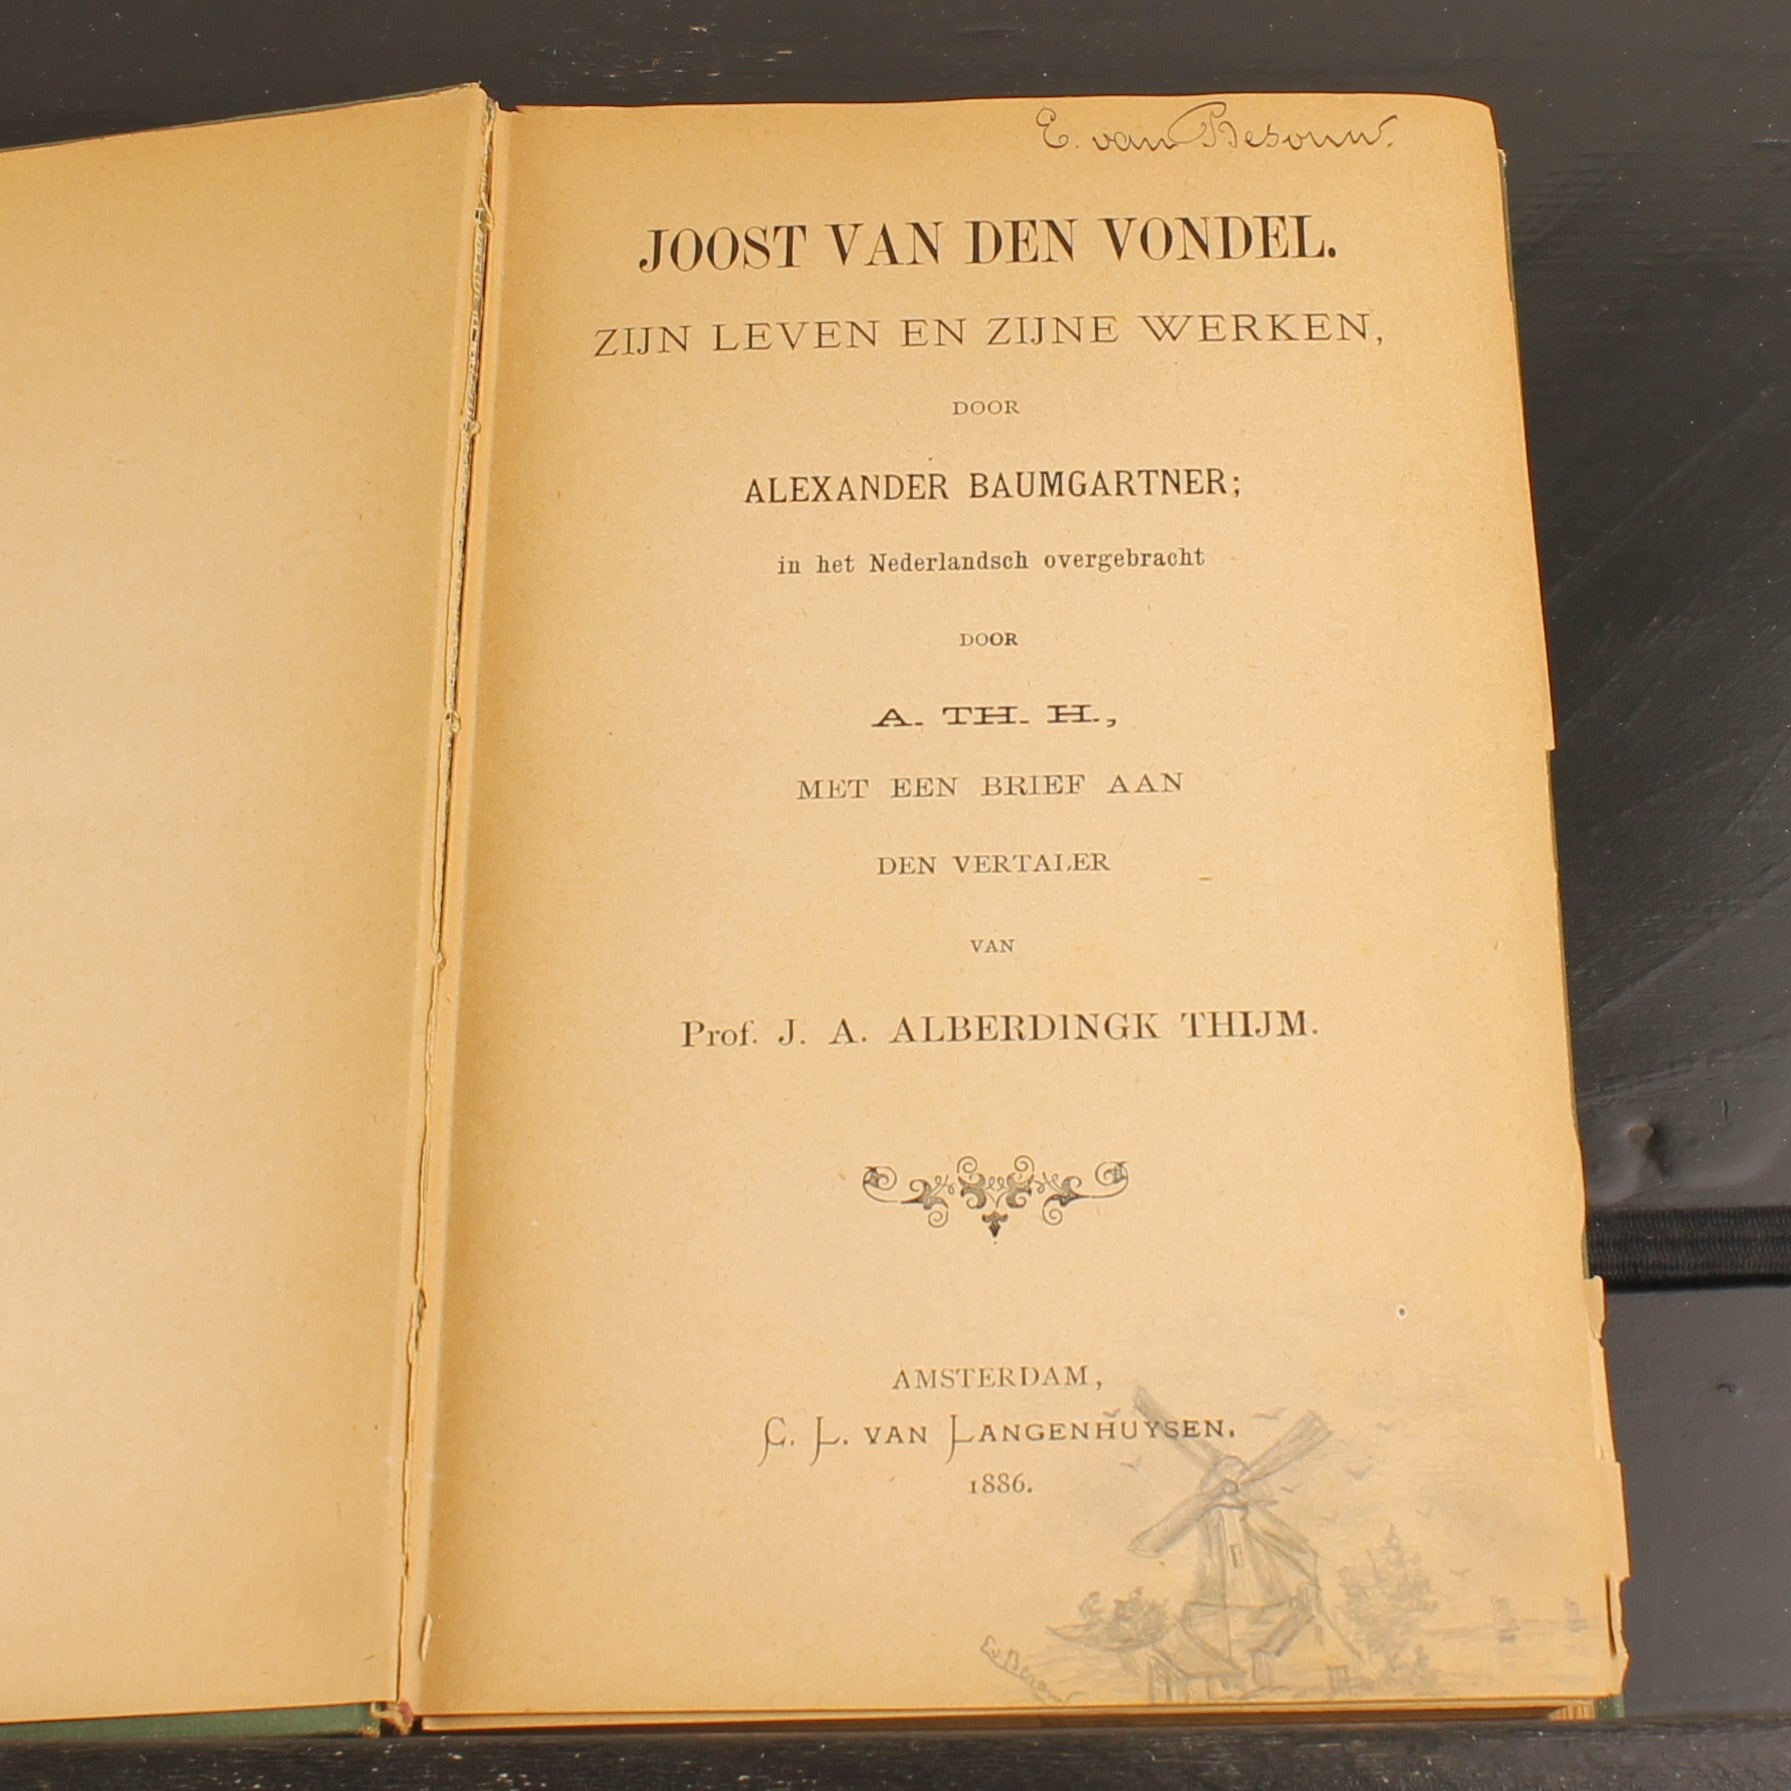 E. van Besouw.
JOOST VAN DEN VONDEL.
ZIJN LEVEN EN ZIJNE WERKEN,
DOOR
ALEXANDER BAUMGARTNER;
in het Nederlandsch overgebracht
DOOR
A. TH. H.,
MET EEN BRIEF AAN
DEN VERTALER
VAN
Prof. J. A. ALBERDINGK THIJM.
AMSTERDAM,
C. L. VAN LANGENHUYSEN.
1886.